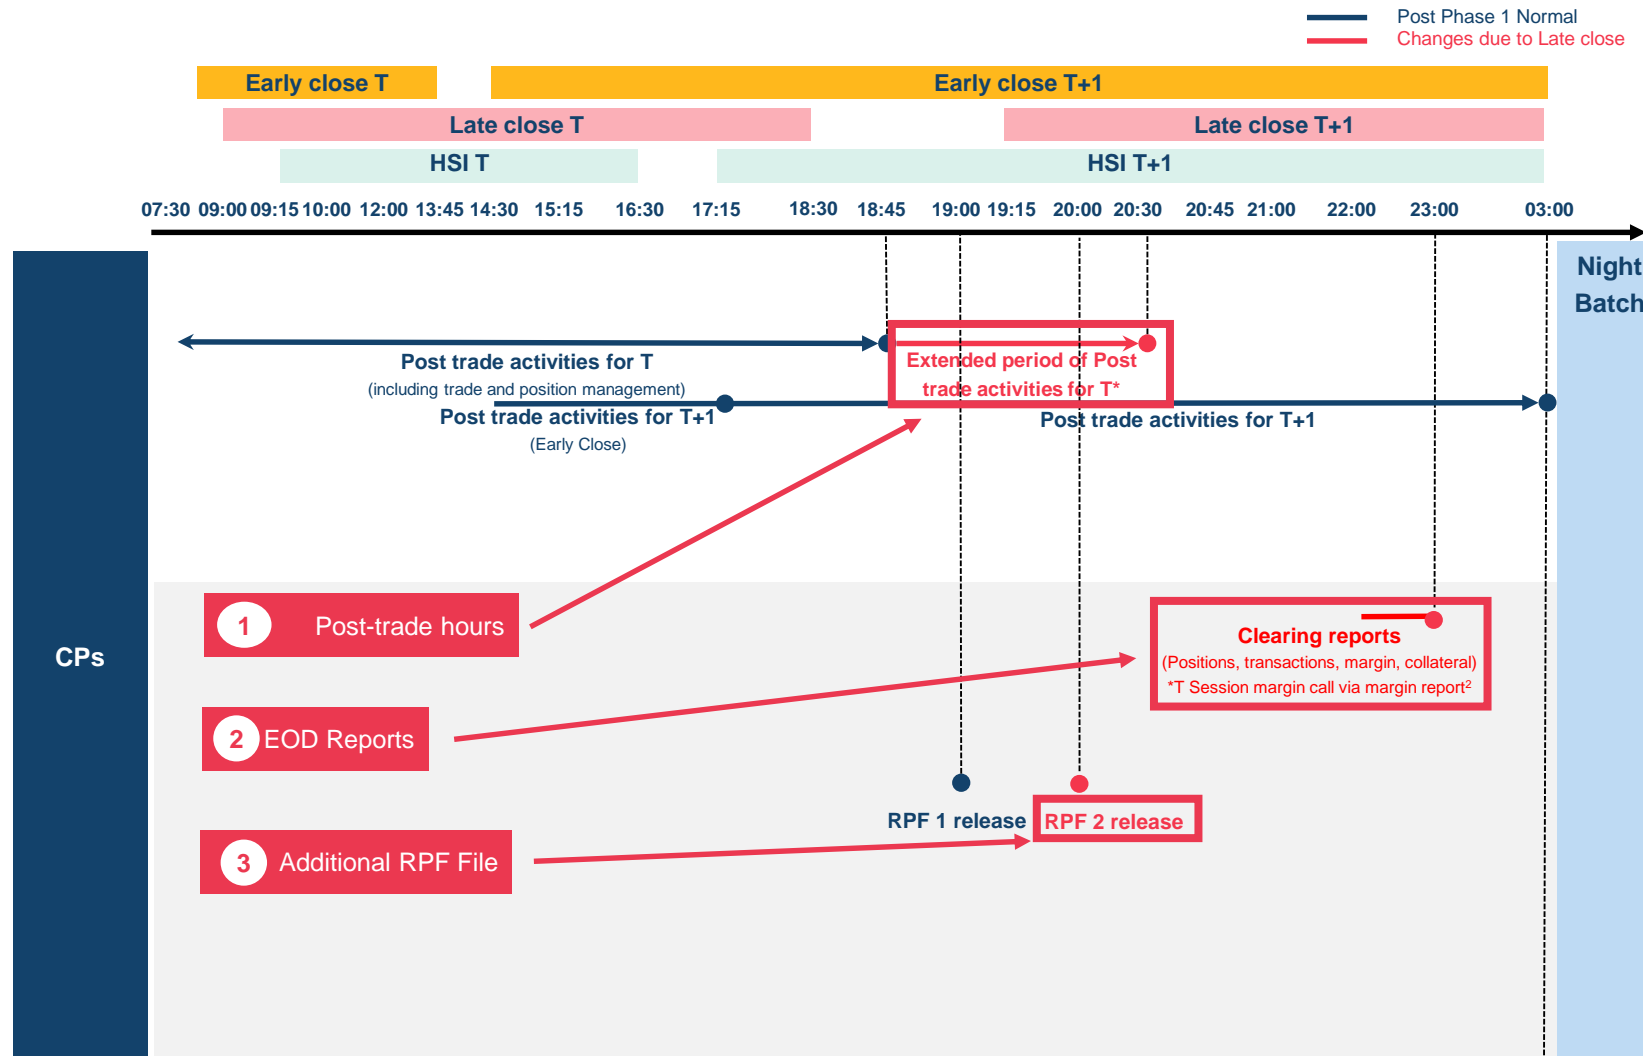 Post Phase 1 Normal
Changes due to Late close
Early close T
Early close T+1
Late close T
Late close T+1
HSI T
HSI T+1
07:30 09:00 09:15 10:00 12:00 13:45 14:30 15:15 16:30 17:15 18:30 18:45 19:00 19:15 20:00 20:30 20:45 21:00 22:00 23:00 03:00
Night
Batch
Post trade activities for T
(including trade and position management)
Extended period of Post
trade activities for T*
Post trade activities for T+1
(Early Close)
Post trade activities for T+1
CPs
1 Post-trade hours
Clearing reports
(Positions, transactions, margin, collateral)
*T Session margin call via margin report²
2 EOD Reports
RPF 1 release
RPF 2 release
3 Additional RPF File